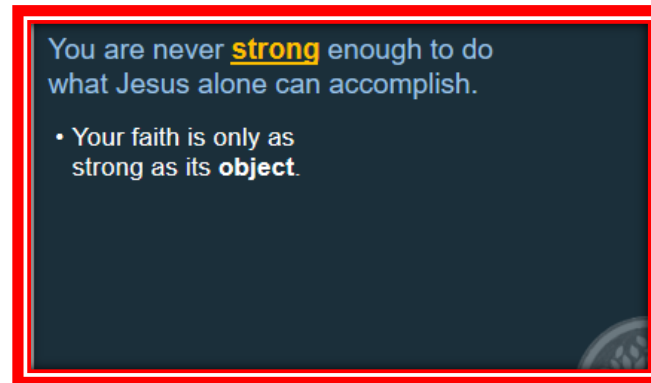 You are never strong enough to do
what Jesus alone can accomplish.
• Your faith is only as
strong as its object.